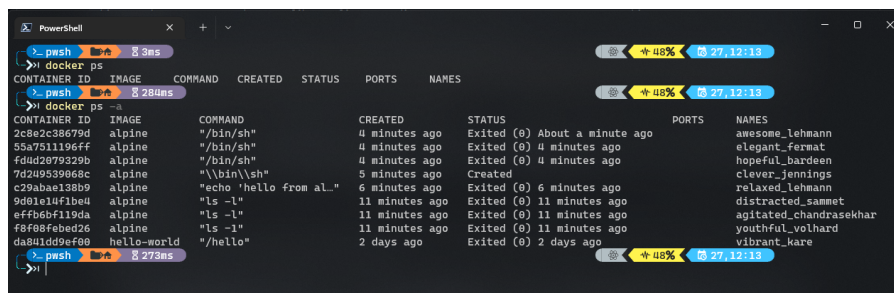 PowerShell
pwsh 3ms 48% 27,12:13
docker ps
CONTAINER ID IMAGE COMMAND CREATED STATUS PORTS NAMES
pwsh 284ms 48% 27,12:13
docker ps -a
CONTAINER ID IMAGE COMMAND CREATED STATUS PORTS NAMES
2c8e2c38679d alpine "/bin/sh" 4 minutes ago Exited (0) About a minute ago awesome_lehmann
55a7511196ff alpine "/bin/sh" 4 minutes ago Exited (0) 4 minutes ago elegant_fermat
fd4d2079329b alpine "/bin/sh" 4 minutes ago Exited (0) 4 minutes ago hopeful_bardeen
7d249539068c alpine "\\bin\\sh" 5 minutes ago Created clever_jennings
c29abae138b9 alpine "echo 'hello from al…" 6 minutes ago Exited (0) 6 minutes ago relaxed_lehmann
9d01e14f1be4 alpine "ls -l" 11 minutes ago Exited (0) 11 minutes ago distracted_sammet
effb6bf119da alpine "ls -l" 11 minutes ago Exited (0) 11 minutes ago agitated_chandrasekhar
f8f08febed26 alpine "ls -1" 11 minutes ago Exited (0) 11 minutes ago youthful_volhard
da841dd9ef00 hello-world "/hello" 2 days ago Exited (0) 2 days ago vibrant_kare
pwsh 273ms 48% 27,12:13